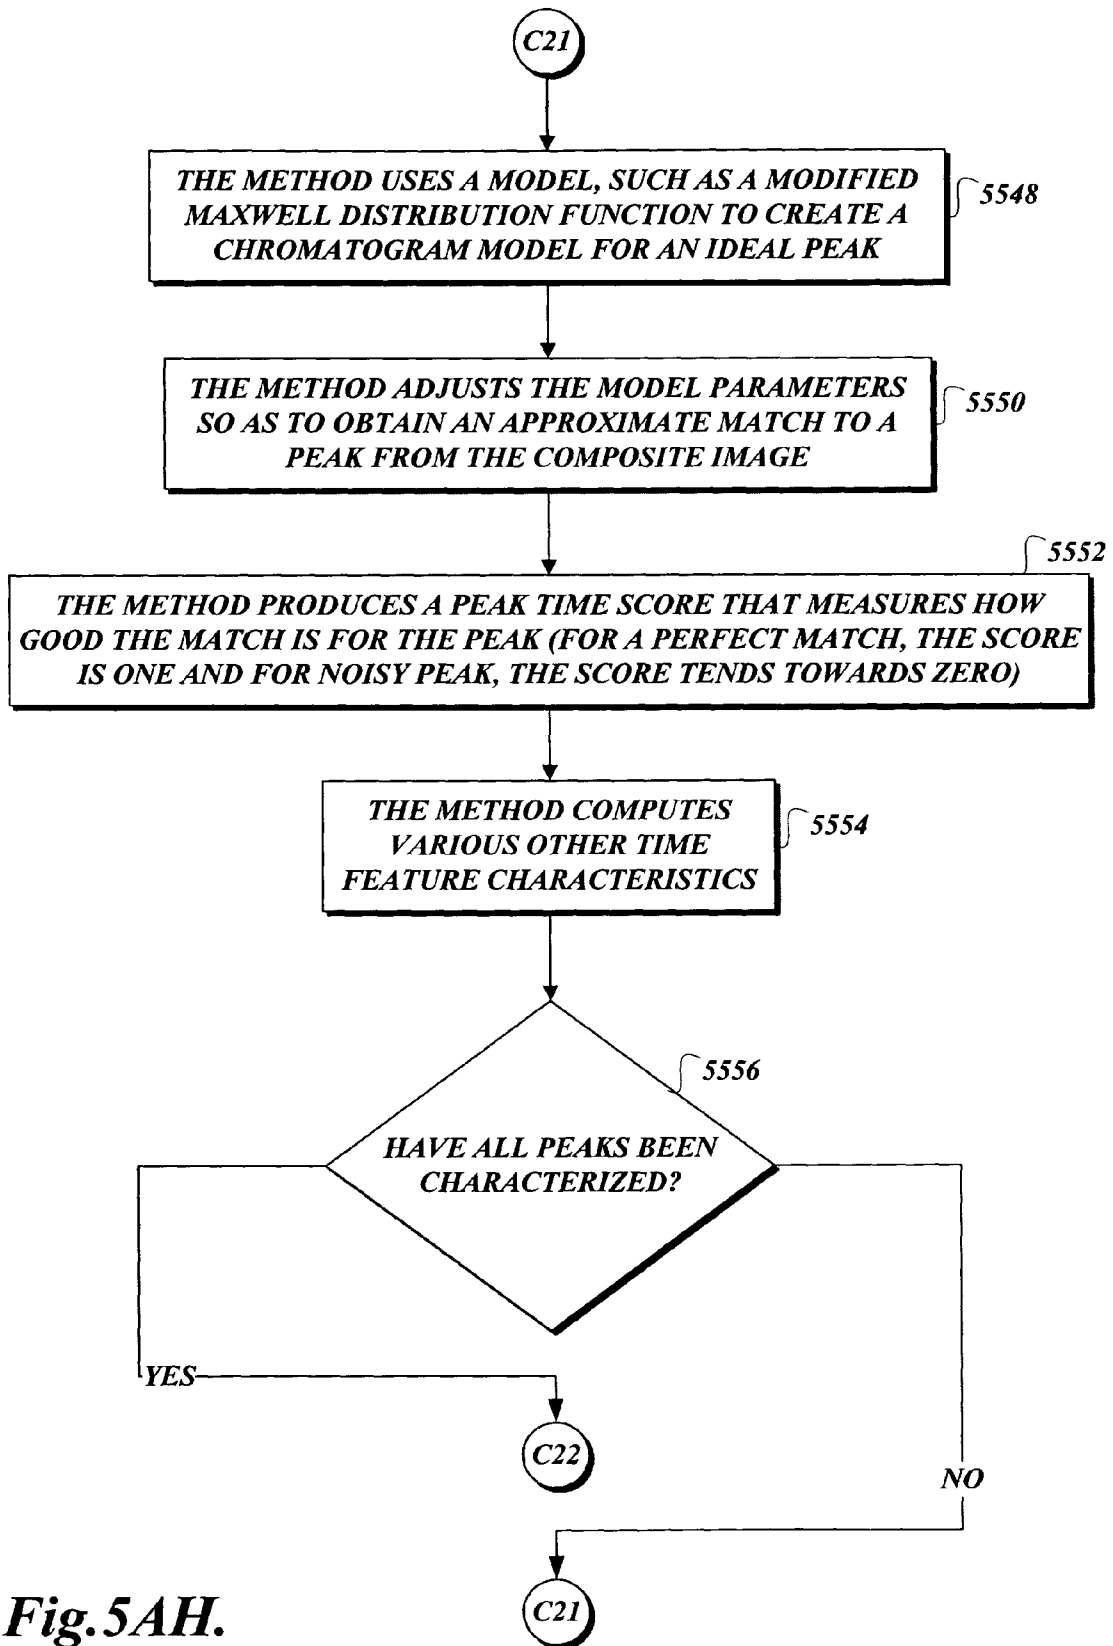 C21
THE METHOD USES A MODEL, SUCH AS A MODIFIED
MAXWELL DISTRIBUTION FUNCTION TO CREATE A
CHROMATOGRAM MODEL FOR AN IDEAL PEAK
5548
THE METHOD ADJUSTS THE MODEL PARAMETERS
SO AS TO OBTAIN AN APPROXIMATE MATCH TO A
PEAK FROM THE COMPOSITE IMAGE
5550
5552
THE METHOD PRODUCES A PEAK TIME SCORE THAT MEASURES HOW
GOOD THE MATCH IS FOR THE PEAK (FOR A PERFECT MATCH, THE SCORE
IS ONE AND FOR NOISY PEAK, THE SCORE TENDS TOWARDS ZERO)
THE METHOD COMPUTES
VARIOUS OTHER TIME
FEATURE CHARACTERISTICS
5554
5556
HAVE ALL PEAKS BEEN
CHARACTERIZED?
YES
C22
NO
C21
Fig.5AH.